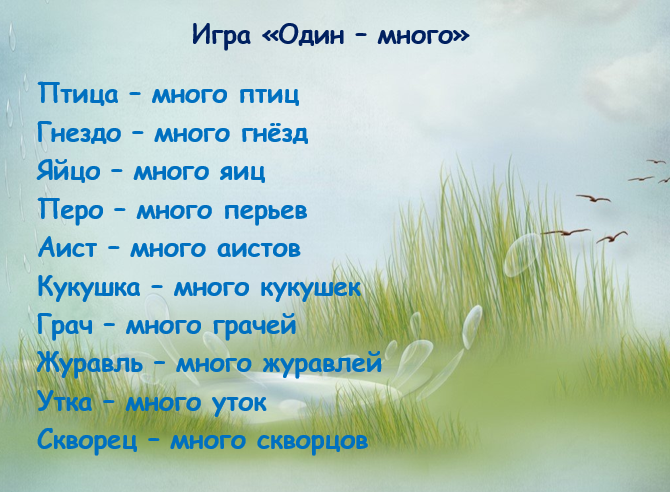 Игра «Один – много»
Птица – много птиц
Гнездо – много гнёзд
Яйцо – много яиц
Перо – много перьев
Аист – много аистов
Кукушка – много кукушек
Грач – много грачей
Журавль – много журавлей
Утка – много уток
Скворец – много скворцов